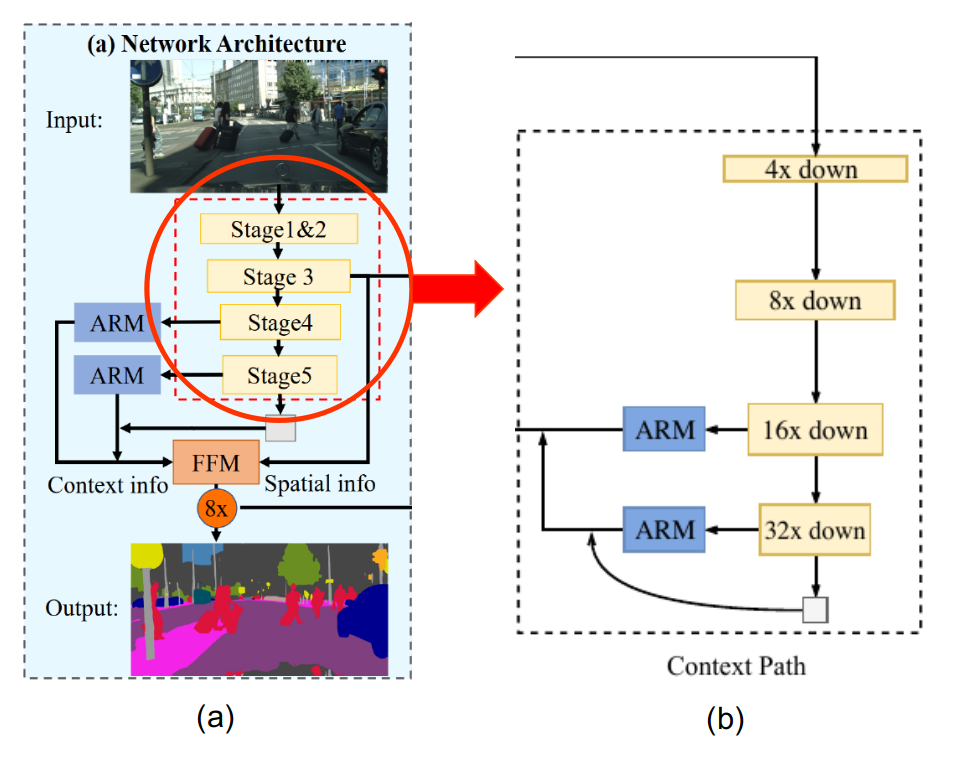 (a) Network Architecture
Input:
Stage1&2
Stage 3
ARM
Stage4
ARM
Stage5
FFM
Context info
Spatial info
8x
Output:
(a)
4x down
8x down
ARM
16x down
ARM
32x down
Context Path
(b)